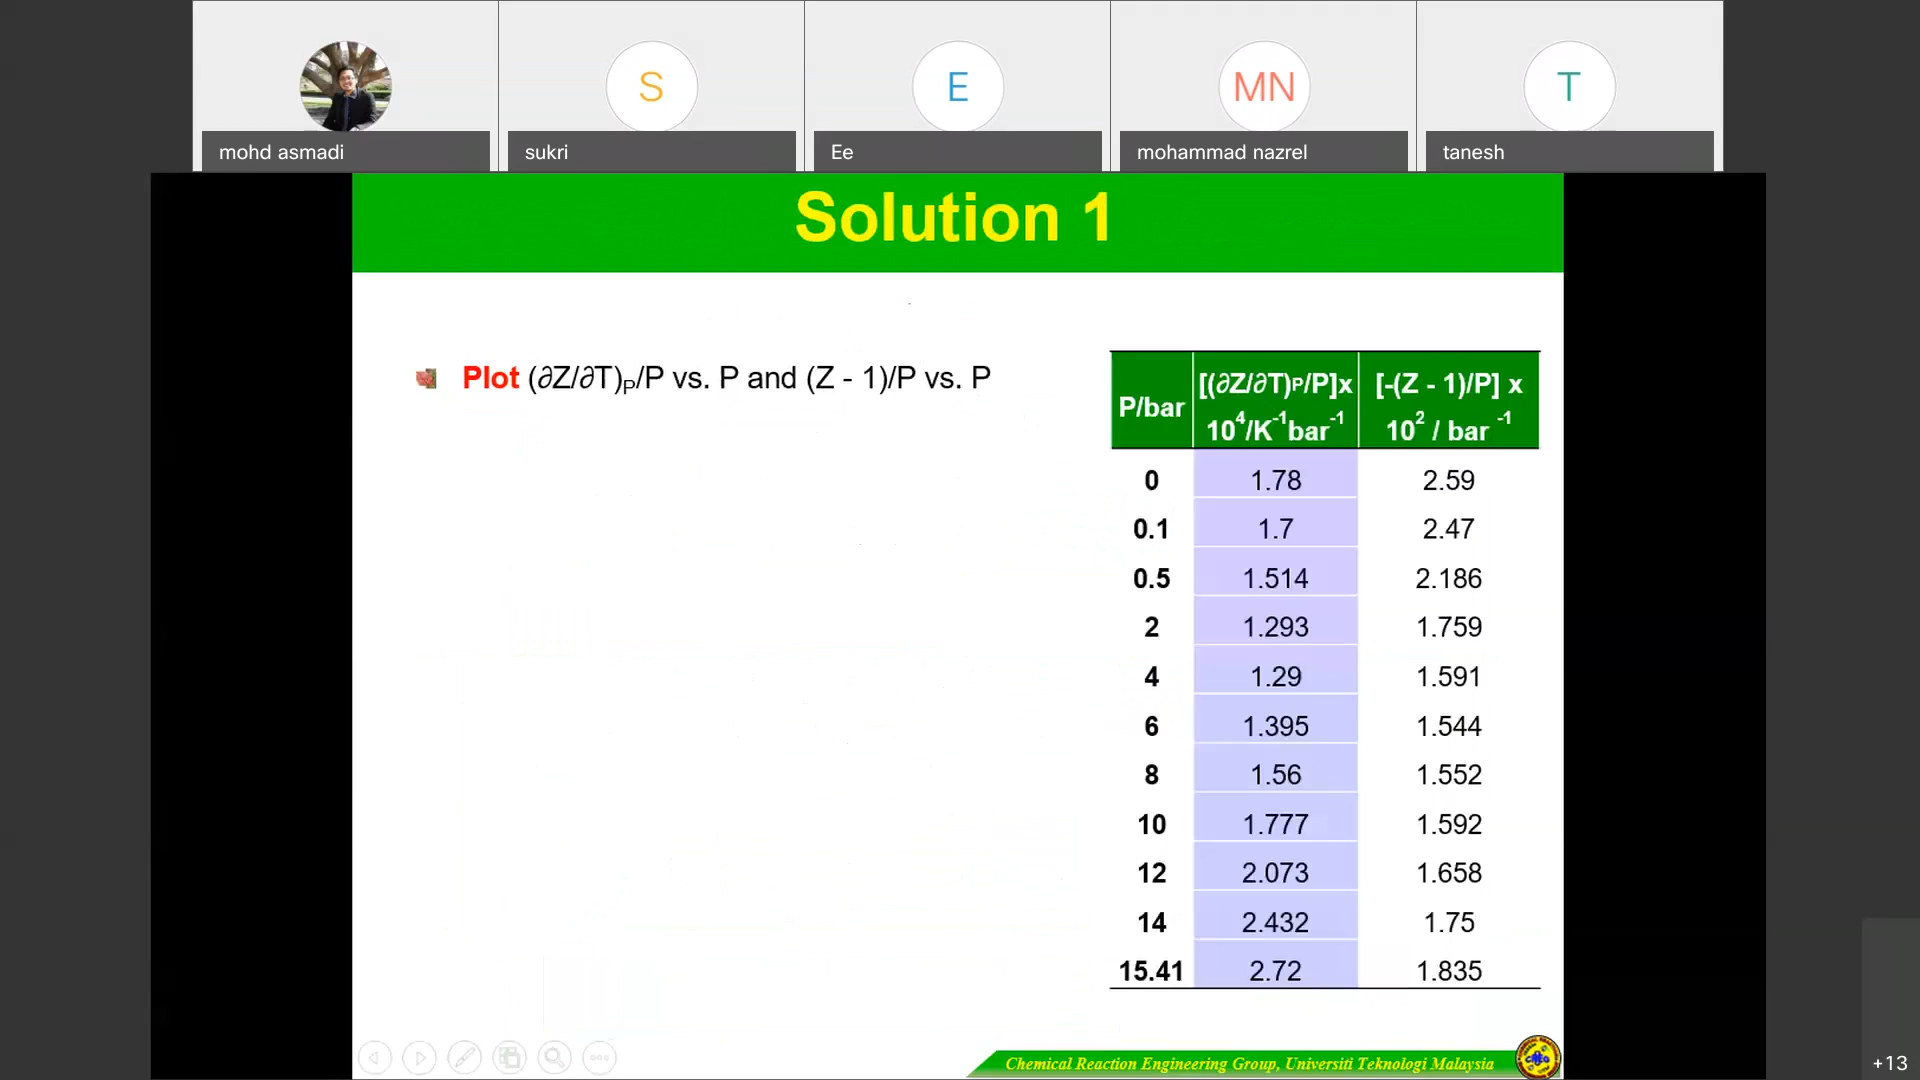 S
E
MN
T
mohd asmadi
sukri
Ee
mohammad nazrel
tanesh
Solution 1
Plot (∂Z/∂T)P/P vs. P and (Z - 1)/P vs. P
P/bar [(∂Z/∂T)P/P]x 10⁴/K⁻¹bar⁻¹ [-(Z - 1)/P] x 10² / bar ⁻¹
0 1.78 2.59
0.1 1.7 2.47
0.5 1.514 2.186
2 1.293 1.759
4 1.29 1.591
6 1.395 1.544
8 1.56 1.552
10 1.777 1.592
12 2.073 1.658
14 2.432 1.75
15.41 2.72 1.835
Chemical Reaction Engineering Group, Universiti Teknologi Malaysia
+13